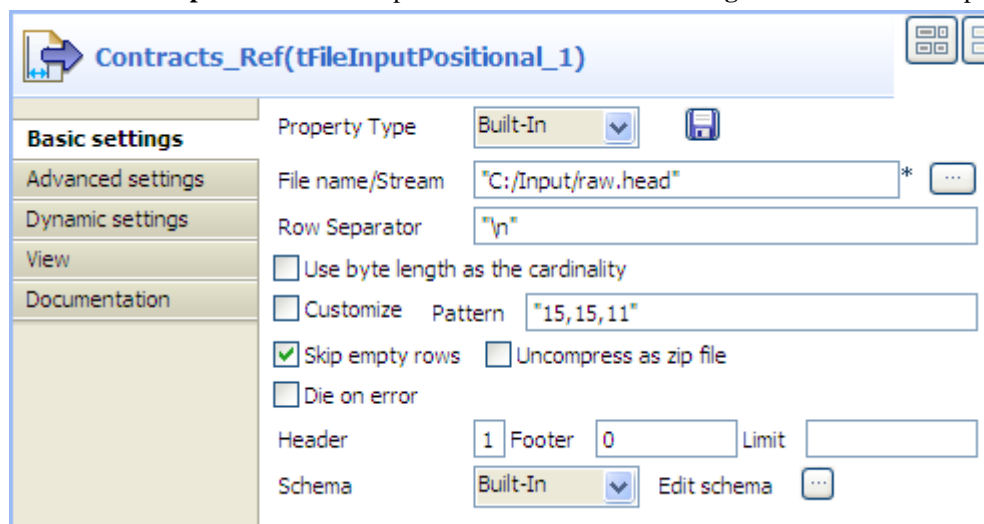 Contracts_Ref(tFileInputPositional_1)
Basic settings
Advanced settings
Dynamic settings
View
Documentation
Property Type Built-In
File name/Stream "C:/Input/raw.head" * ...
Row Separator "\n"
Use byte length as the cardinality
Customize Pattern "15,15,11"
Skip empty rows Uncompress as zip file
Die on error
Header 1 Footer 0 Limit
Schema Built-In Edit schema ...